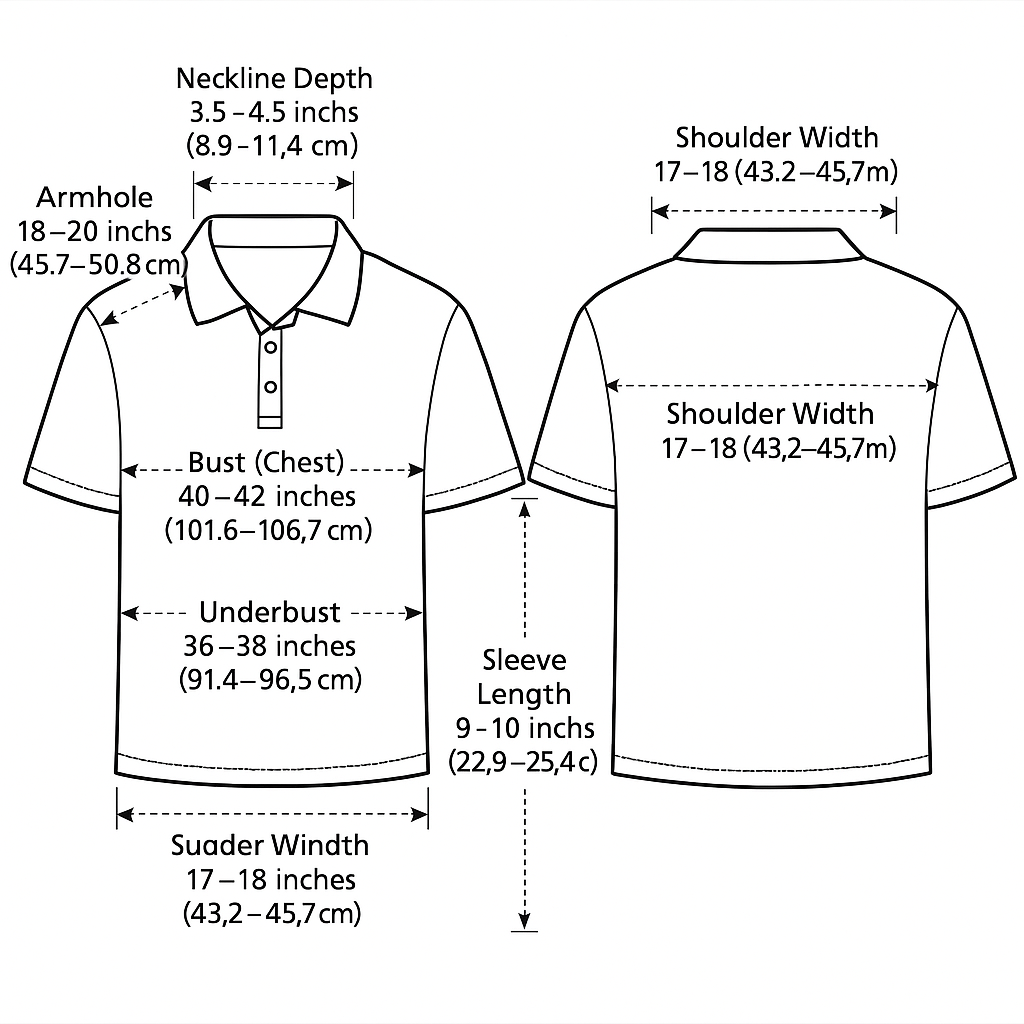 Neckline Depth
3.5–4.5 inchs
(8.9–11,4 cm)
Armhole
18–20 inchs
(45.7–50.8 cm)
Bust (Chest)
40–42 inches
(101.6–106,7 cm)
Underbust
36–38 inches
(91.4–96,5 cm)
Suader Windth
17–18 inches
(43,2–45,7 cm)
Sleeve
Length
9-10 inchs
(22,9–25,4 c)
Shoulder Width
17–18 (43.2–45,7m)
Shoulder Width
17–18 (43,2–45,7m)